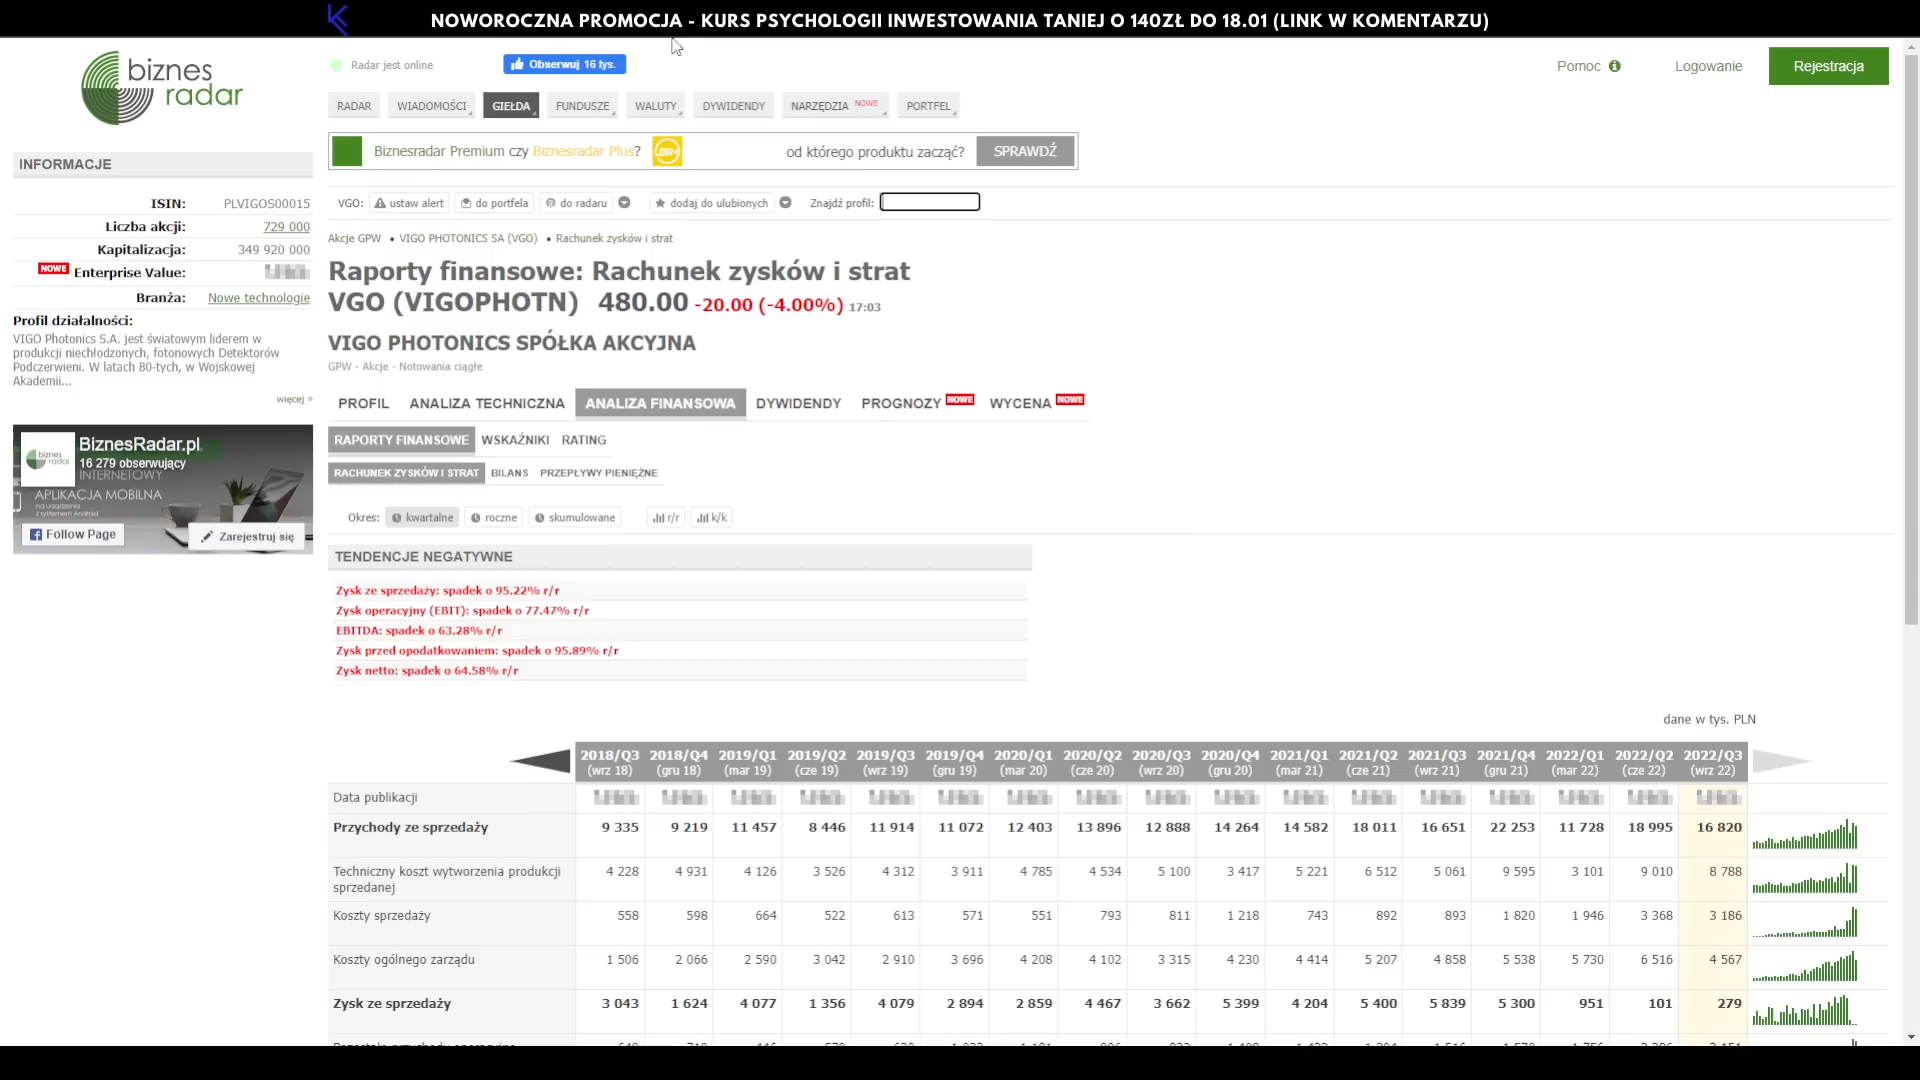 NOWOROCZNA PROMOCJA - KURS PSYCHOLOGII INWESTOWANIA TANIEJ O 140ZŁ DO 18.01 (LINK W KOMENTARZU)
biznes radar
Radar jest online
Obserwuj 16 tys.
Pomoc
Logowanie
Rejestracja
RADAR WIADOMOŚCI GIEŁDA FUNDUSZE WALUTY DYWIDENDY NARZĘDZIA NOWE PORTFEL
Biznesradar Premium czy Biznesradar Plus? BR+ od którego produktu zacząć? SPRAWDŹ
INFORMACJE
ISIN: PLVIGOS00015
Liczba akcji: 729 000
Kapitalizacja: 349 920 000
NOWE Enterprise Value:
Branża: Nowe technologie
Profil działalności:
VIGO Photonics S.A. jest światowym liderem w
produkcji niechłodzonych, fotonowych Detektorów
Podczerwieni. W latach 80-tych, w Wojskowej
Akademii...
więcej »
biznes radar
BiznesRadar.pl
16 279 obserwujący
INTERNETOWY
APLIKACJA MOBILNA
na urządzenia
z systemem Android
Follow Page
Zarejestruj się
VGO: ustaw alert do portfela do radaru dodaj do ulubionych Znajdź profil:
Akcje GPW • VIGO PHOTONICS SA (VGO) • Rachunek zysków i strat
Raporty finansowe: Rachunek zysków i strat
VGO (VIGOPHOTN) 480.00 -20.00 (-4.00%) 17:03
VIGO PHOTONICS SPÓŁKA AKCYJNA
GPW - Akcje - Notowania ciągłe
PROFIL ANALIZA TECHNICZNA ANALIZA FINANSOWA DYWIDENDY PROGNOZY NOWE WYCENA NOWE
RAPORTY FINANSOWE WSKAŹNIKI RATING
RACHUNEK ZYSKÓW I STRAT BILANS PRZEPŁYWY PIENIĘŻNE
Okres: kwartalne roczne skumulowane r/r k/k
TENDENCJE NEGATYWNE
Zysk ze sprzedaży: spadek o 95.22% r/r
Zysk operacyjny (EBIT): spadek o 77.47% r/r
EBITDA: spadek o 63.28% r/r
Zysk przed opodatkowaniem: spadek o 95.89% r/r
Zysk netto: spadek o 64.58% r/r
dane w tys. PLN
2018/Q3 2018/Q4 2019/Q1 2019/Q2 2019/Q3 2019/Q4 2020/Q1 2020/Q2 2020/Q3 2020/Q4 2021/Q1 2021/Q2 2021/Q3 2021/Q4 2022/Q1 2022/Q2 2022/Q3
(wrz 18) (gru 18) (mar 19) (cze 19) (wrz 19) (gru 19) (mar 20) (cze 20) (wrz 20) (gru 20) (mar 21) (cze 21) (wrz 21) (gru 21) (mar 22) (cze 22) (wrz 22)
Data publikacji
Przychody ze sprzedaży 9 335 9 219 11 457 8 446 11 914 11 072 12 403 13 896 12 888 14 264 14 582 18 011 16 651 22 253 11 728 18 995 16 820
Techniczny koszt wytworzenia produkcji 4 228 4 931 4 126 3 526 4 312 3 911 4 785 4 534 5 100 3 417 5 221 6 512 5 061 9 595 3 101 9 010 8 788
sprzedanej
Koszty sprzedaży 558 598 664 522 613 571 551 793 811 1 218 743 892 893 1 820 1 946 3 368 3 186
Koszty ogólnego zarządu 1 506 2 066 2 590 3 042 2 910 3 696 4 208 4 102 3 315 4 230 4 414 5 207 4 858 5 538 5 730 6 516 4 567
Zysk ze sprzedaży 3 043 1 624 4 077 1 356 4 079 2 894 2 859 4 467 3 662 5 399 4 204 5 400 5 839 5 300 951 101 279